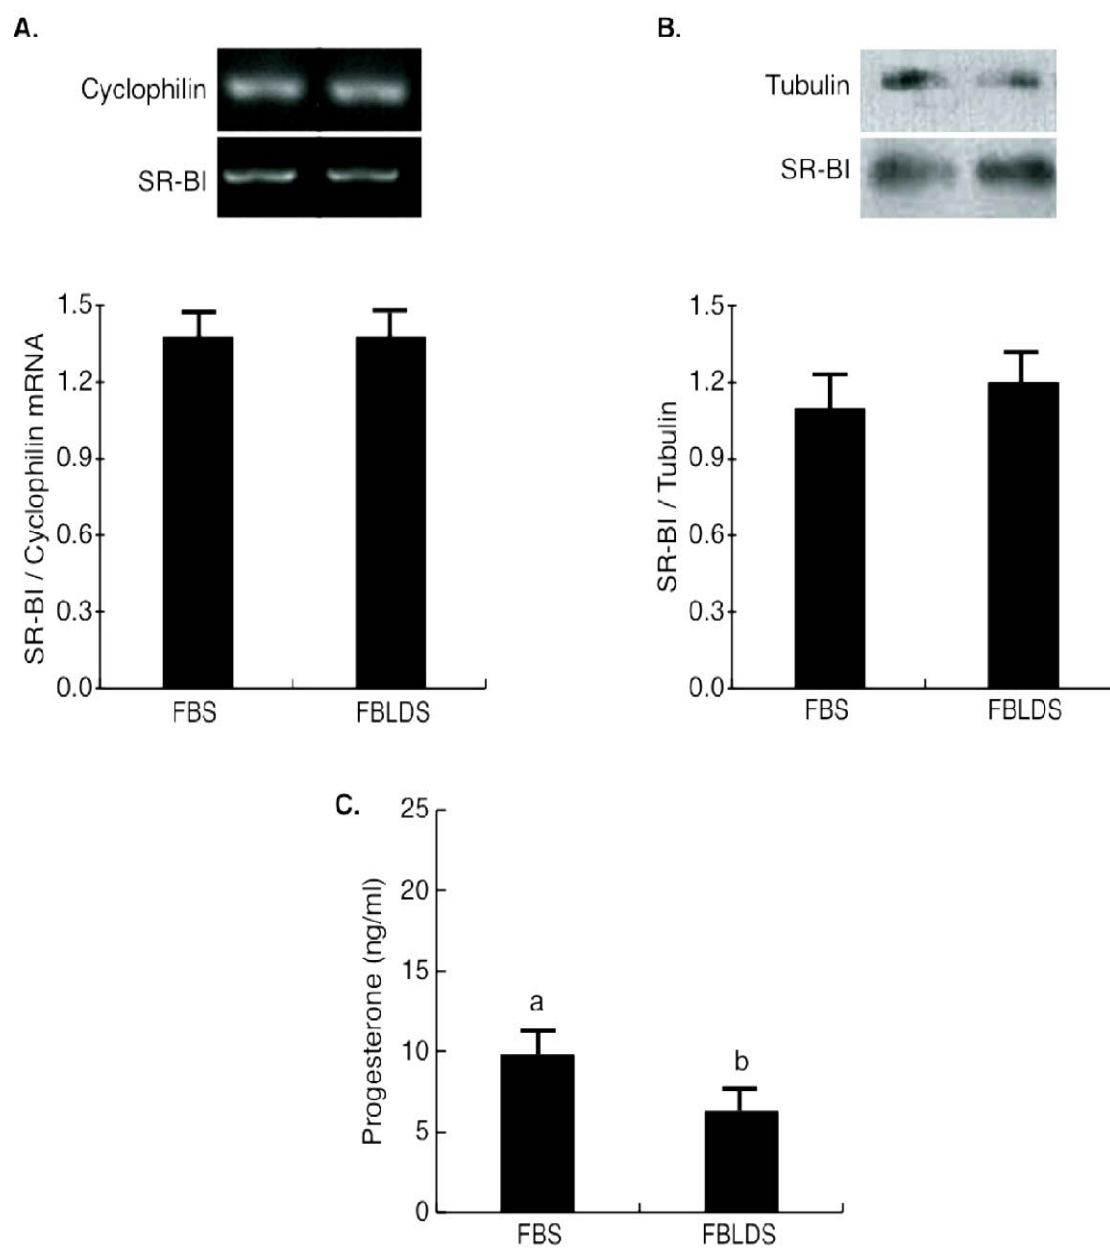 A.
Cyclophilin
SR-BI
SR-BI / Cyclophilin mRNA
1.5
1.2
0.9
0.6
0.3
0.0
FBS FBLDS
B.
Tubulin
SR-BI
SR-BI / Tubulin
1.5
1.2
0.9
0.6
0.3
0.0
FBS FBLDS
C.
Progesterone (ng/ml)
25
20
15
10
5
0
a
b
FBS FBLDS